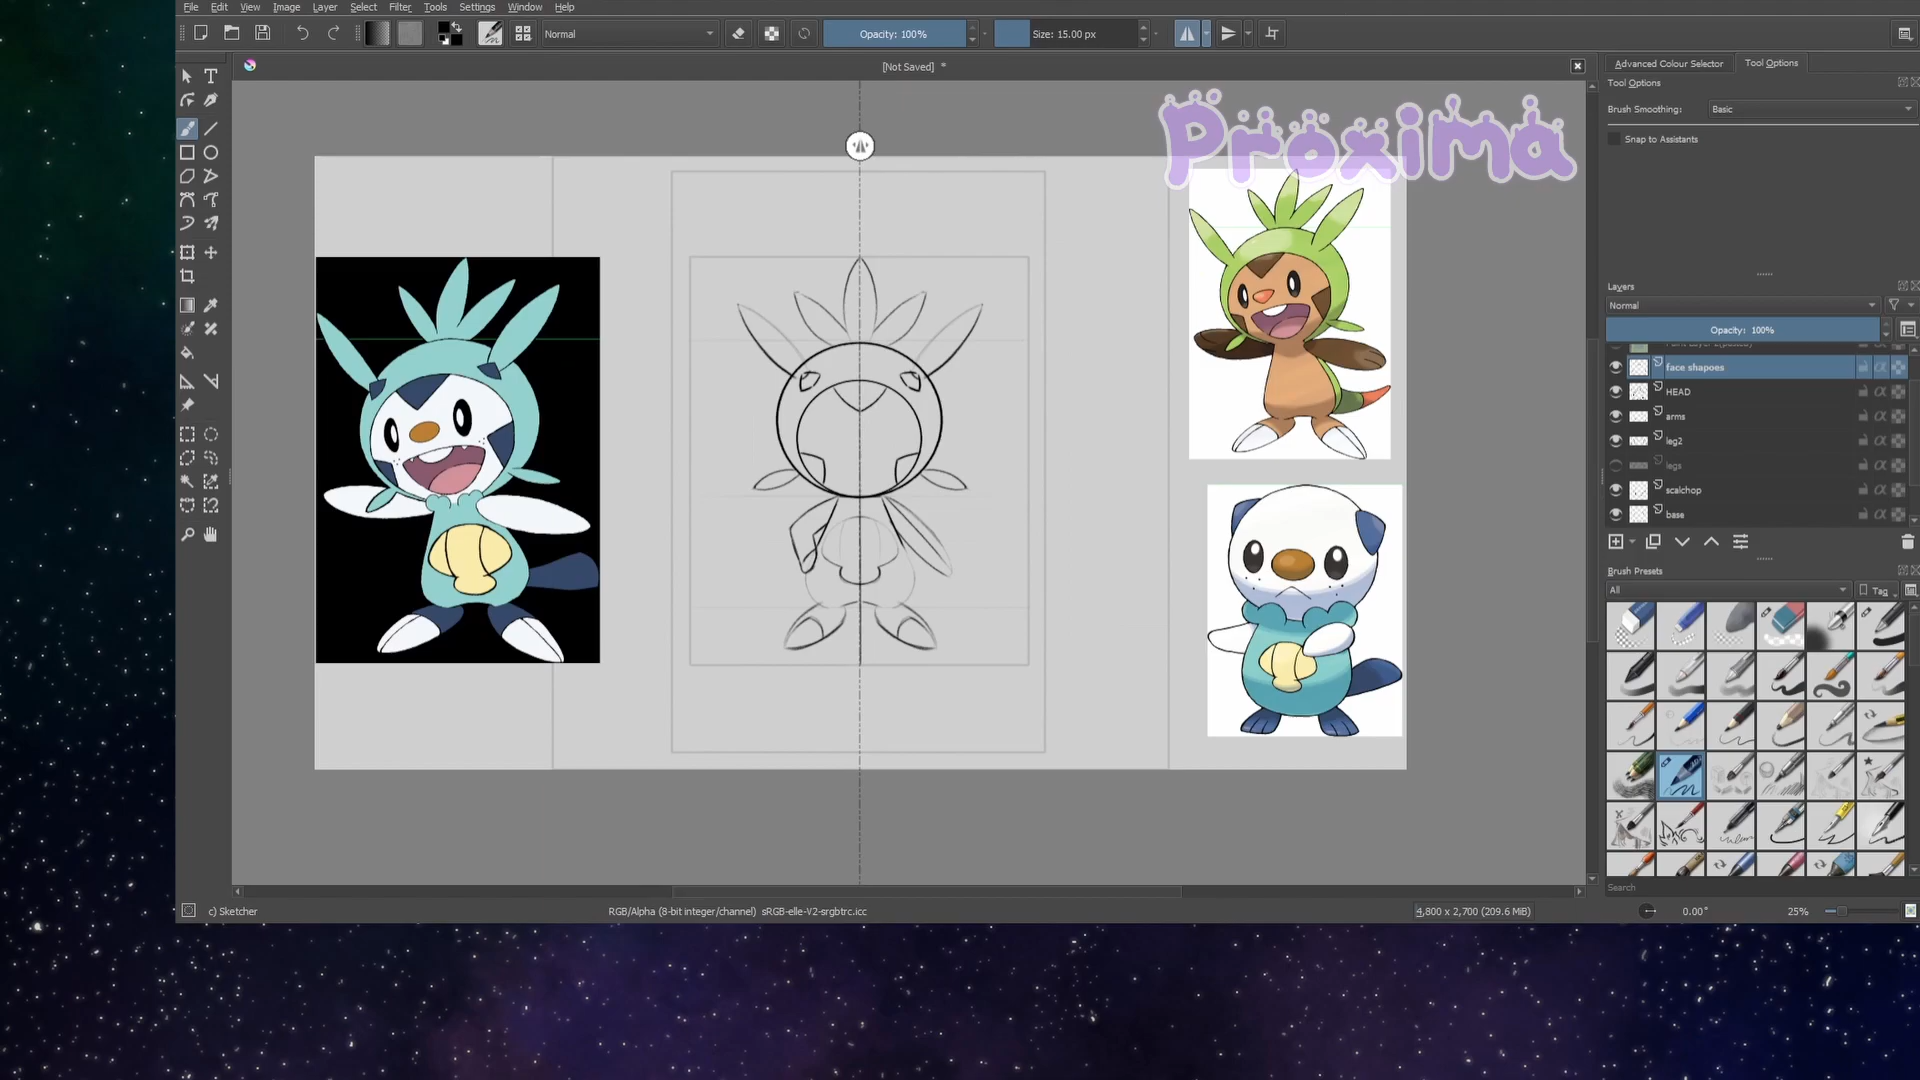 File Edit View Image Layer Select Filter Tools Settings Window Help
Normal
Opacity: 100%
Size: 15.00 px
[Not Saved] *
Advanced Colour Selector
Tool Options
Tool Options
Brush Smoothing: Basic
Snap to Assistants
Proxima
Layers
Normal
Opacity: 100%
face shapoes
HEAD
arms
leg2
legs
scalchop
base
Brush Presets
All
Tag
Search
c) Sketcher
RGB/Alpha (8-bit integer/channel) sRGB-elle-V2-srgbtrc.icc
4,800 x 2,700 (209.6 MiB)
0.00°
25%